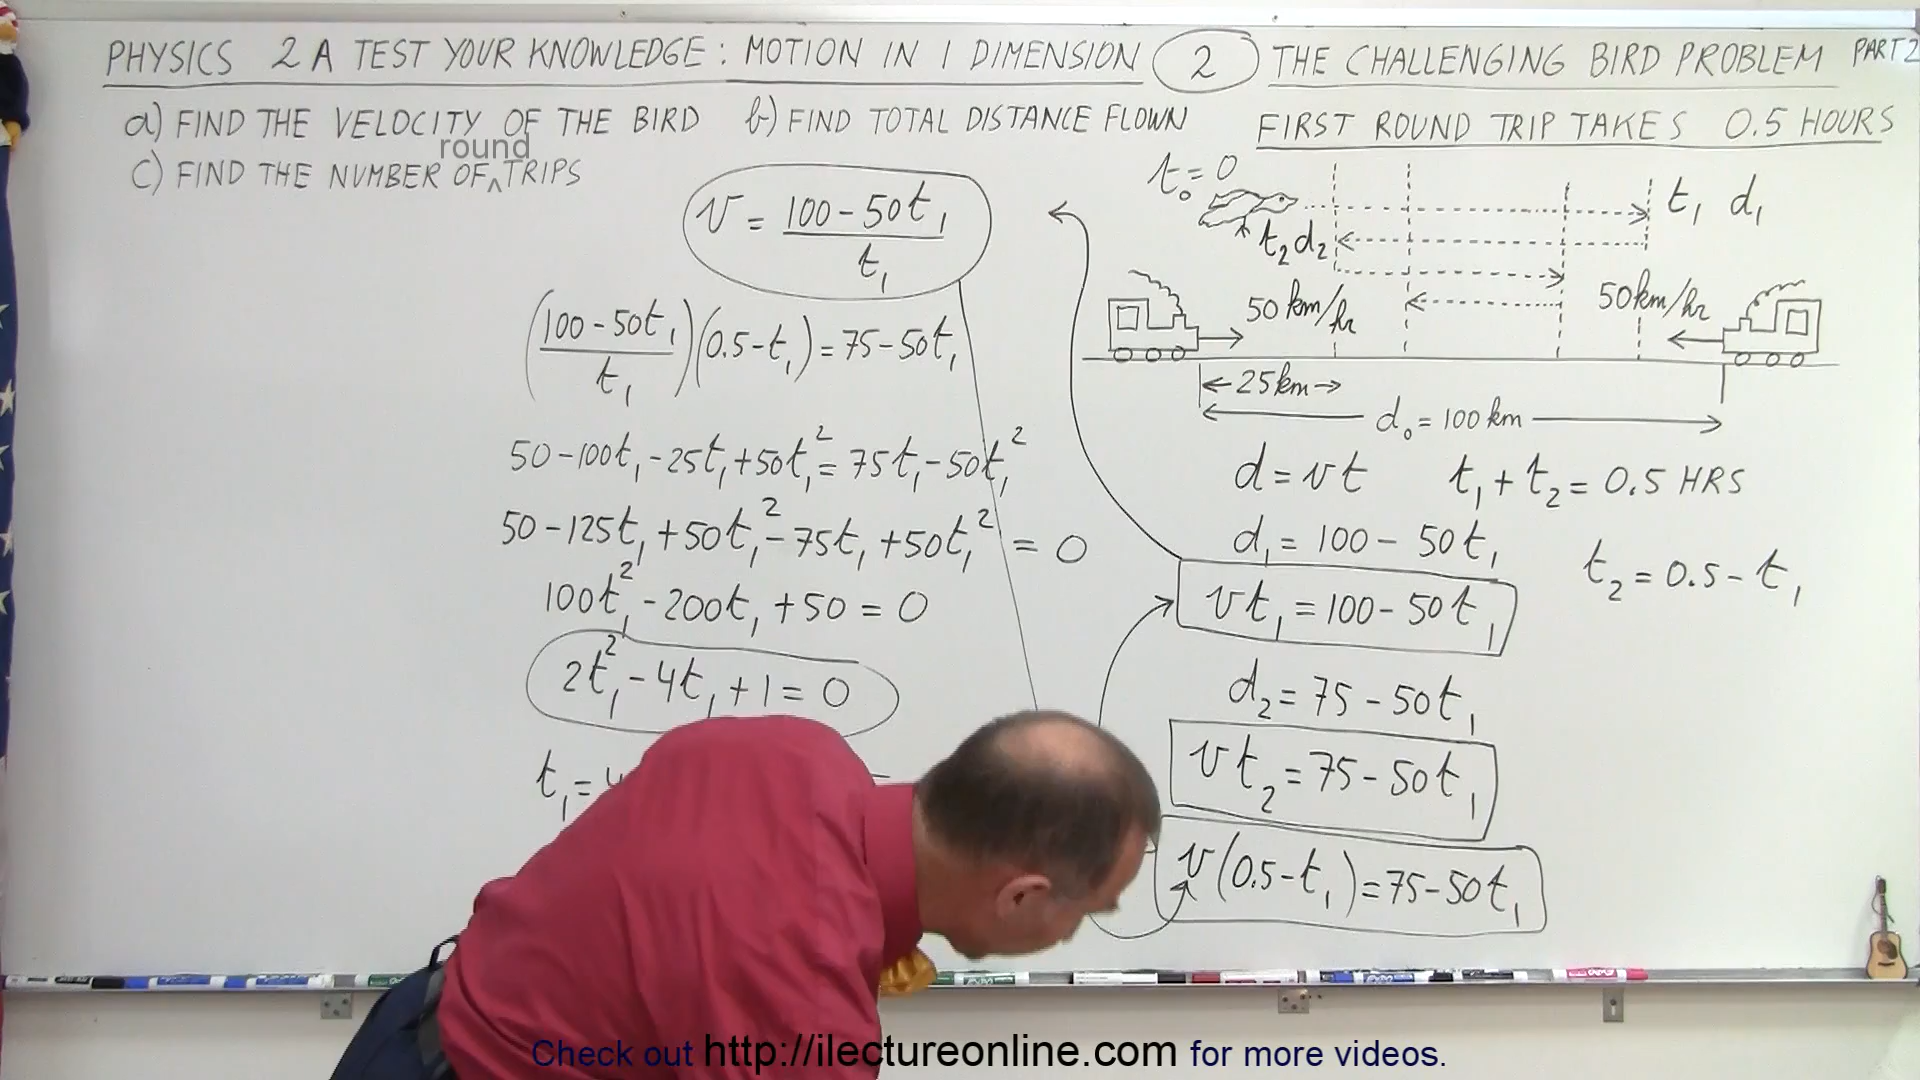 PHYSICS 2A TEST YOUR KNOWLEDGE: MOTION IN 1 DIMENSION 2 THE CHALLENGING BIRD PROBLEM PART 2
a) FIND THE VELOCITY OF THE BIRD b) FIND TOTAL DISTANCE FLOWN
round
c) FIND THE NUMBER OF ^ TRIPS
v = (100 - 50t₁)/t₁
((100 - 50t₁)/t₁)(0.5 - t₁) = 75 - 50t₁
50 - 100t₁ - 25t₁ + 50t₁² = 75t₁ - 50t₁²
50 - 125t₁ + 50t₁² - 75t₁ + 50t₁² = 0
100t₁² - 200t₁ + 50 = 0
2t₁² - 4t₁ + 1 = 0
t₁ =
FIRST ROUND TRIP TAKES 0.5 HOURS
t₀ = 0
t₁ d₁
t₂ d₂
50 km/hr
50 km/hr
25 km
d₀ = 100 km
d = vt t₁ + t₂ = 0.5 HRS
d₁ = 100 - 50t₁
t₂ = 0.5 - t₁
vt₁ = 100 - 50t₁
d₂ = 75 - 50t₁
vt₂ = 75 - 50t₁
v(0.5 - t₁) = 75 - 50t₁
Check out http://ilectureonline.com for more videos.